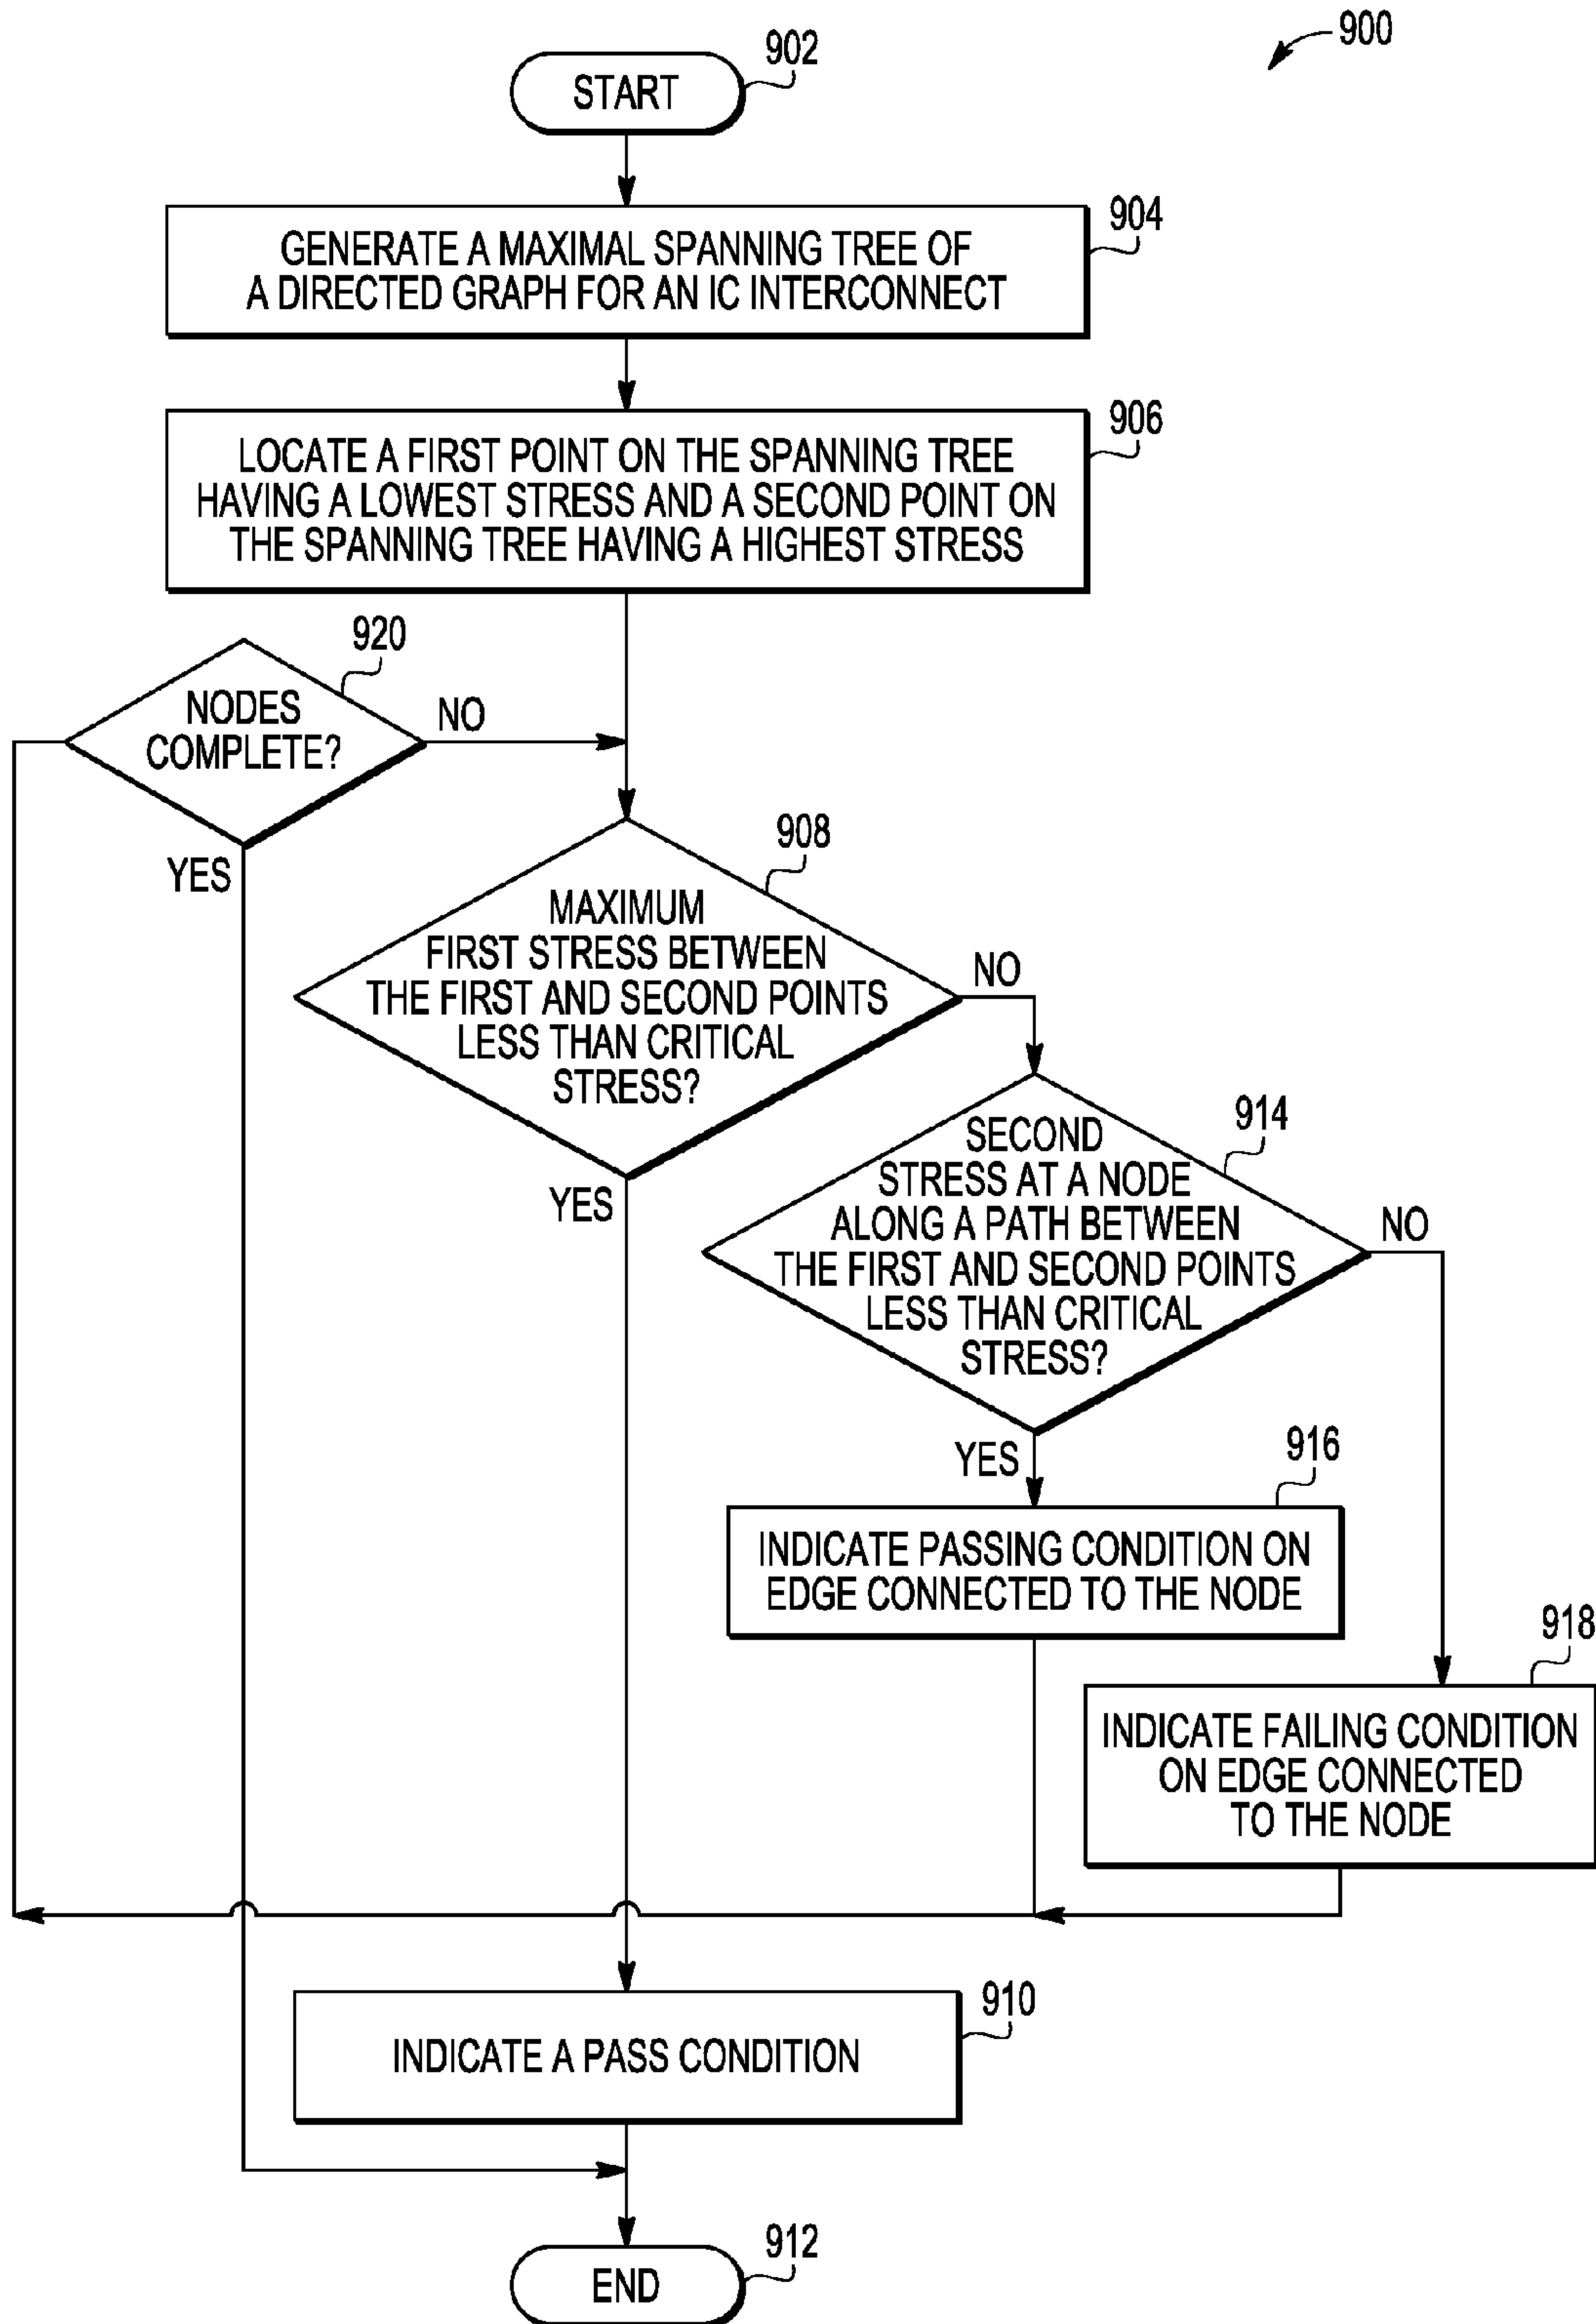 900
902
START
904
GENERATE A MAXIMAL SPANNING TREE OF
A DIRECTED GRAPH FOR AN IC INTERCONNECT
906
LOCATE A FIRST POINT ON THE SPANNING TREE
HAVING A LOWEST STRESS AND A SECOND POINT ON
THE SPANNING TREE HAVING A HIGHEST STRESS
920
NODES
COMPLETE?
NO
YES
908
MAXIMUM
FIRST STRESS BETWEEN
THE FIRST AND SECOND POINTS
LESS THAN CRITICAL
STRESS?
NO
YES
914
SECOND
STRESS AT A NODE
ALONG A PATH BETWEEN
THE FIRST AND SECOND POINTS
LESS THAN CRITICAL
STRESS?
NO
YES
916
INDICATE PASSING CONDITION ON
EDGE CONNECTED TO THE NODE
918
INDICATE FAILING CONDITION
ON EDGE CONNECTED
TO THE NODE
910
INDICATE A PASS CONDITION
912
END